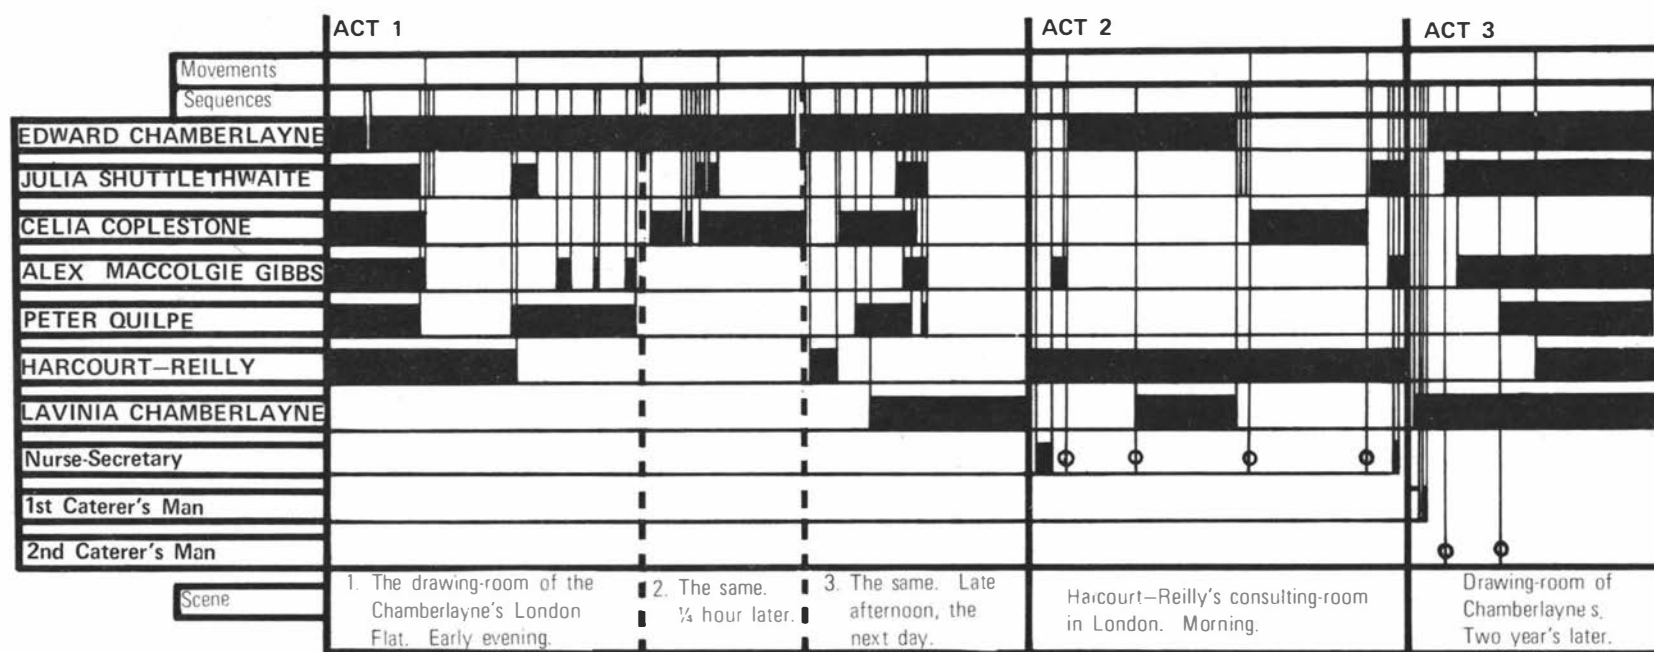 ACT 1
ACT 2
ACT 3
Movements
Sequences
EDWARD CHAMBERLAYNE
JULIA SHUTTLETHWAITE
CELIA COPLESTONE
ALEX MACCOLGIE GIBBS
PETER QUILPE
HARCOURT—REILLY
LAVINIA CHAMBERLAYNE
Nurse-Secretary
1st Caterer's Man
2nd Caterer's Man
Scene
1. The drawing-room of the
Chamberlayne's London
Flat. Early evening.
2. The same.
¼ hour later.
3. The same. Late
afternoon, the
next day.
Harcourt—Reilly's consulting-room
in London. Morning.
Drawing-room of
Chamberlayne s,
Two year's later.